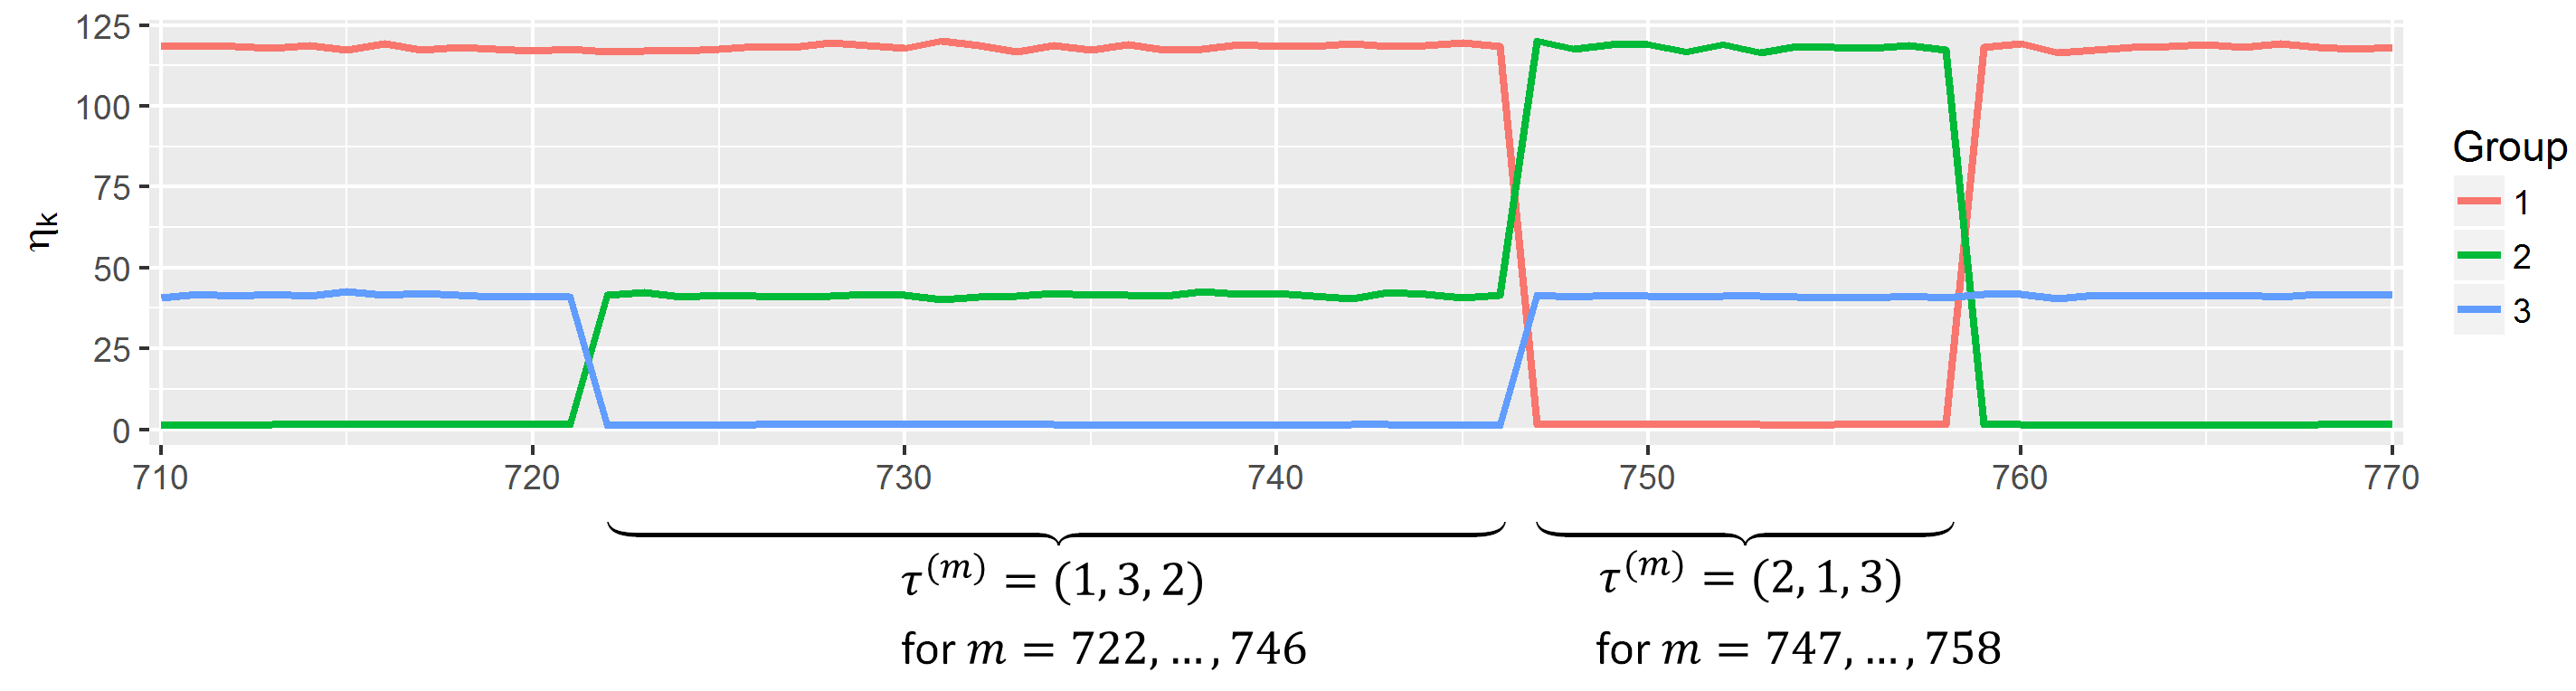 125
100
75
50
25
0
ηk
710 720 730 740 750 760 770
Group
1
2
3
τ^(m) = (1, 3, 2)
for m = 722, … , 746
τ^(m) = (2, 1, 3)
for m = 747, … , 758